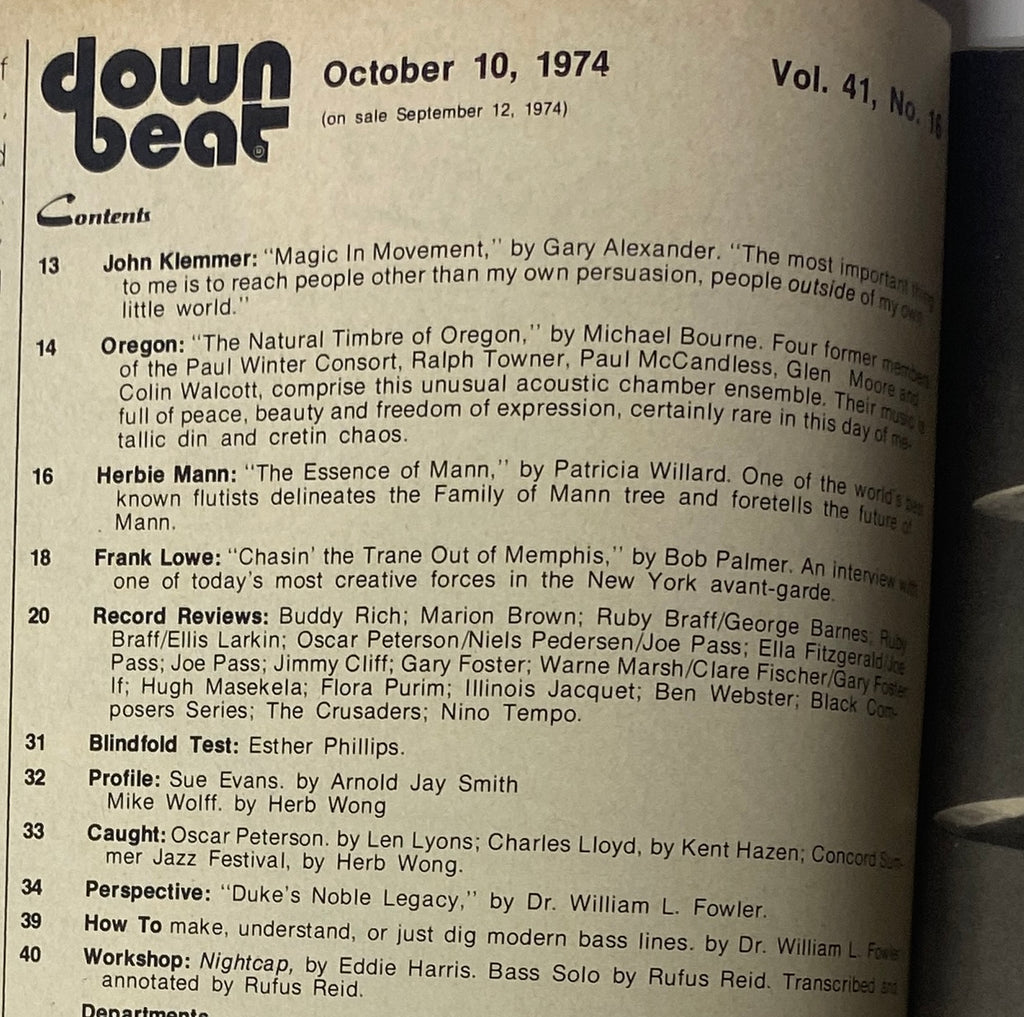 down
beat
October 10, 1974
(on sale September 12, 1974)
Vol. 41, No. 16
Contents
13 John Klemmer: "Magic In Movement," by Gary Alexander. "The most important thing
to me is to reach people other than my own persuasion, people outside of my own
little world."
14 Oregon: "The Natural Timbre of Oregon," by Michael Bourne. Four former members
of the Paul Winter Consort, Ralph Towner, Paul McCandless, Glen Moore and
Colin Walcott, comprise this unusual acoustic chamber ensemble. Their music is
full of peace, beauty and freedom of expression, certainly rare in this day of me-
tallic din and cretin chaos.
16 Herbie Mann: "The Essence of Mann," by Patricia Willard. One of the world's best
known flutists delineates the Family of Mann tree and foretells the future of
Mann.
18 Frank Lowe: "Chasin' the Trane Out of Memphis," by Bob Palmer. An interview with
one of today's most creative forces in the New York avant-garde.
20 Record Reviews: Buddy Rich; Marion Brown; Ruby Braff/George Barnes; Ruby
Braff/Ellis Larkin; Oscar Peterson/Niels Pedersen/Joe Pass; Ella Fitzgerald/Joe
Pass; Joe Pass; Jimmy Cliff; Gary Foster; Warne Marsh/Clare Fischer/Gary Foster
If; Hugh Masekela; Flora Purim; Illinois Jacquet; Ben Webster; Black Com-
posers Series; The Crusaders; Nino Tempo.
31 Blindfold Test: Esther Phillips.
32 Profile: Sue Evans. by Arnold Jay Smith
Mike Wolff. by Herb Wong
33 Caught: Oscar Peterson. by Len Lyons; Charles Lloyd, by Kent Hazen; Concord Sum-
mer Jazz Festival, by Herb Wong.
34 Perspective: "Duke's Noble Legacy," by Dr. William L. Fowler.
39 How To make, understand, or just dig modern bass lines. by Dr. William L. Fowler
40 Workshop: Nightcap, by Eddie Harris. Bass Solo by Rufus Reid. Transcribed and
annotated by Rufus Reid.
Departments